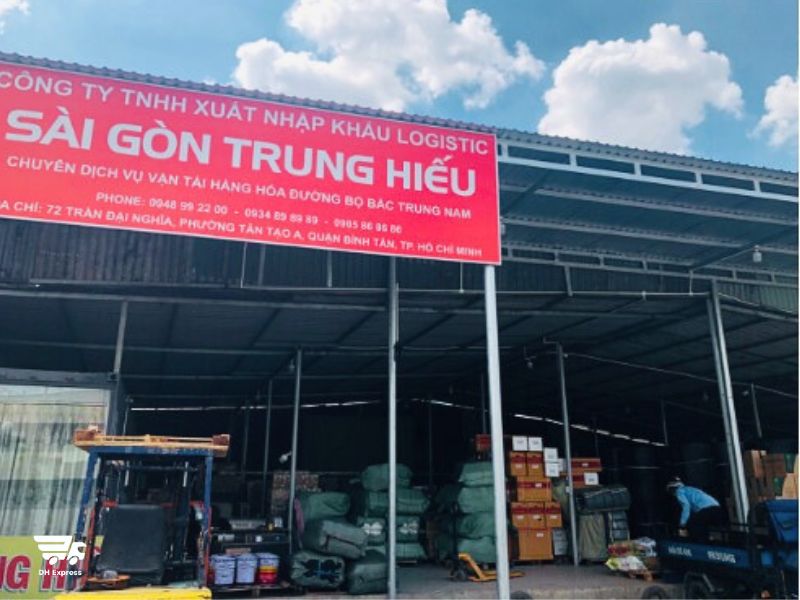 CÔNG TY TNHH XUẤT NHẬP KHẨU LOGISTIC
SÀI GÒN TRUNG HIẾU
CHUYÊN DỊCH VỤ VẬN TẢI HÀNG HÓA ĐƯỜNG BỘ BẮC TRUNG NAM
PHONE: 0948 99 22 00 - 0934 89 89 89 - 0985 86 86 86
A CHỈ: 72 TRẦN ĐẠI NGHĨA, PHƯỜNG TÂN TẠO A, QUẬN BÌNH TÂN, TP. HỒ CHÍ MINH
DH Express